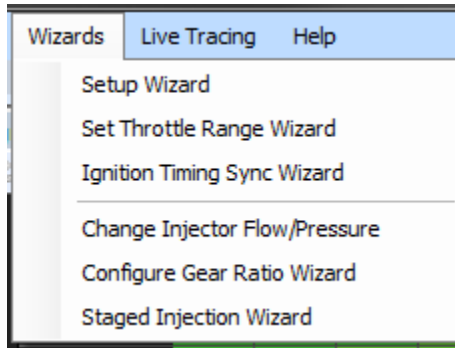 Wizards Live Tracing Help
Setup Wizard
Set Throttle Range Wizard
Ignition Timing Sync Wizard
Change Injector Flow/Pressure
Configure Gear Ratio Wizard
Staged Injection Wizard